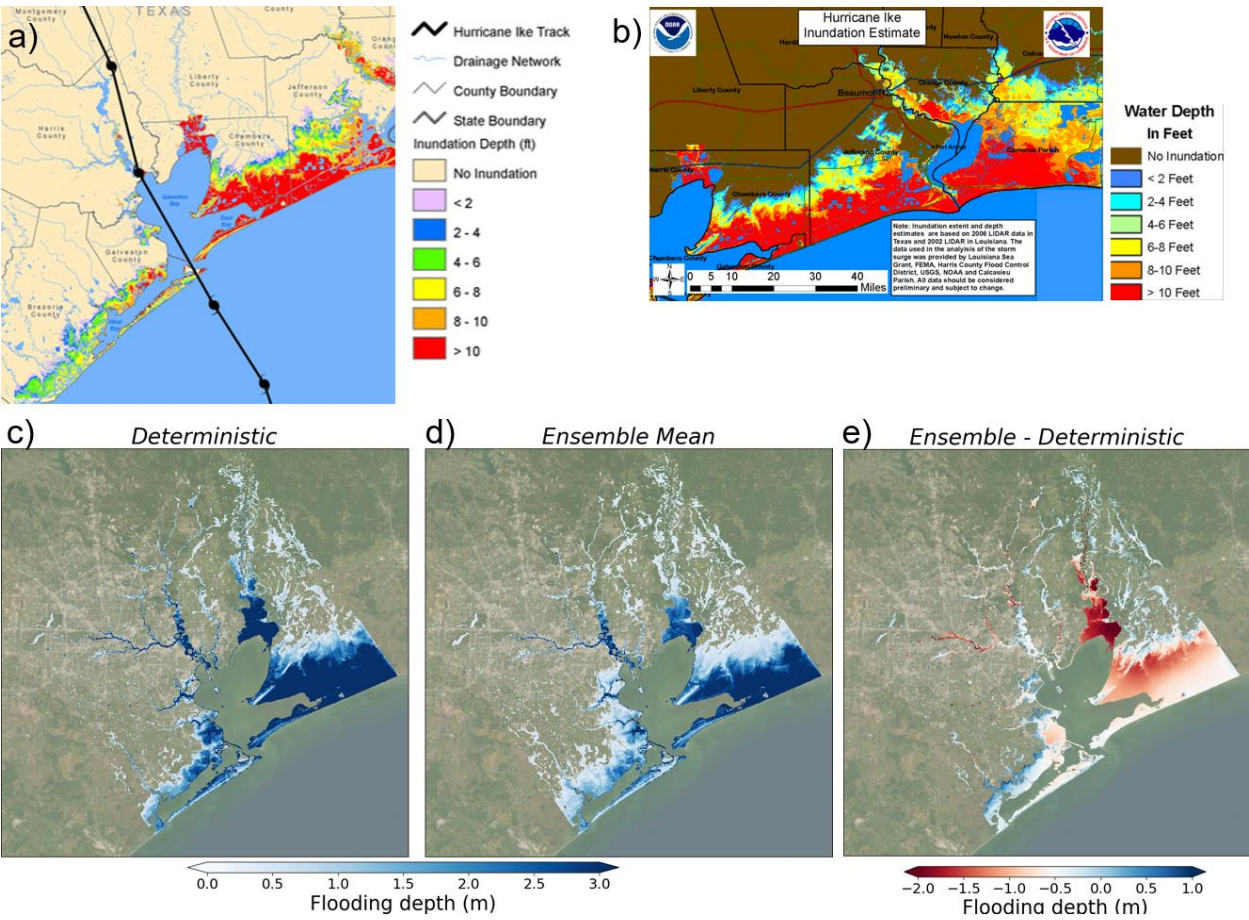 a)
TEXAS
Montgomery
County
Liberty
County
Jefferson
County
Harris
County
Chambers
County
Galveston
Bay
East
Bay
Galveston
County
Brazoria
County
West
Bay
Hurricane Ike Track
Drainage Network
County Boundary
State Boundary
Inundation Depth (ft)
No Inundation
< 2
2 - 4
4 - 6
6 - 8
8 - 10
> 10
b)
NOAA
Hurricane Ike
Inundation Estimate
Newton County
Liberty County
Beaumont
Orange County
Port Arthur
Jefferson County
Cameron Parish
Harris County
Chambers County
Chambers County
Galveston County
N
W E
S
0 5 10 20 30 40
Miles
Note: Inundation extent and depth
estimates are based on 2006 LIDAR data in
Texas and 2002 LIDAR in Louisiana. The
data used in the analyisis of the storm
surge was provided by Louisiana Sea
Grant, FEMA, Harris County Flood Control
District, USGS, NOAA and Calcasieu
Parish. All data should be considered
preliminary and subject to change.
Water Depth
In Feet
No Inundation
< 2 Feet
2-4 Feet
4-6 Feet
6-8 Feet
8-10 Feet
> 10 Feet
c)
Deterministic
d)
Ensemble Mean
e)
Ensemble - Deterministic
0.0 0.5 1.0 1.5 2.0 2.5 3.0
Flooding depth (m)
−2.0 −1.5 −1.0 −0.5 0.0 0.5 1.0
Flooding depth (m)